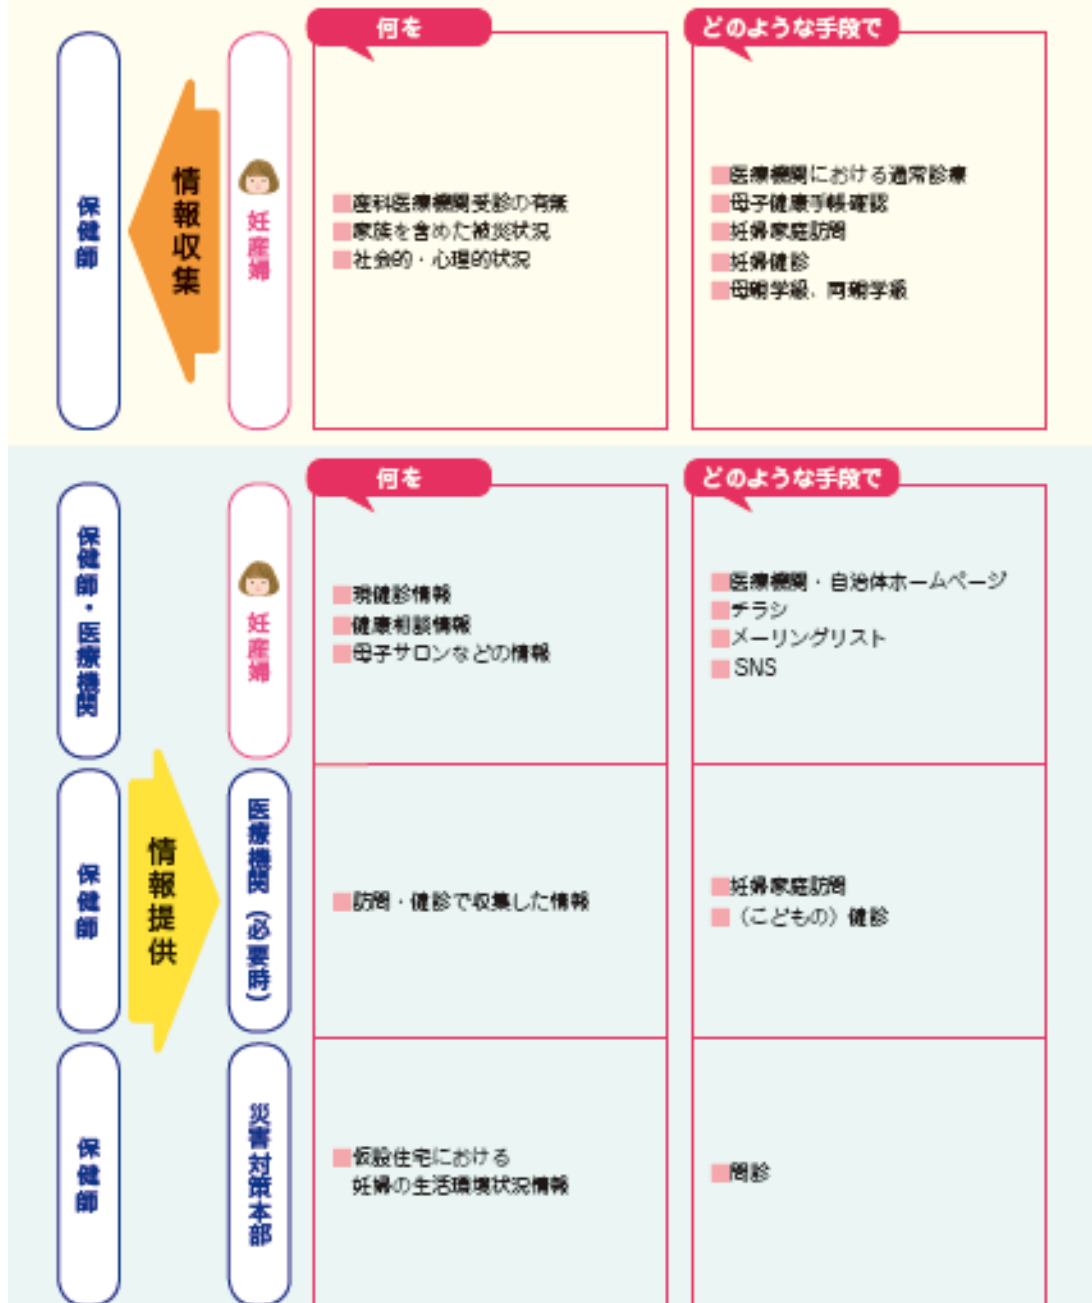 何を
どのような手段で
保健師
情報収集
妊産婦
■産科医療機関受診の有無
■家族を含めた被災状況
■社会的・心理的状況
■医療機関における通常診療
■母子健康手帳確認
■妊婦家庭訪問
■妊婦健診
■母親学級、両親学級
何を
どのような手段で
保健師・医療機関
妊産婦
■現健診情報
■健康相談情報
■母子サロンなどの情報
■医療機関・自治体ホームページ
■チラシ
■メーリングリスト
■SNS
情報提供
保健師
医療機関（必要時）
■訪問・健診で収集した情報
■妊婦家庭訪問
■（こどもの）健診
保健師
災害対策本部
■仮設住宅における
妊婦の生活環境状況情報
■問診